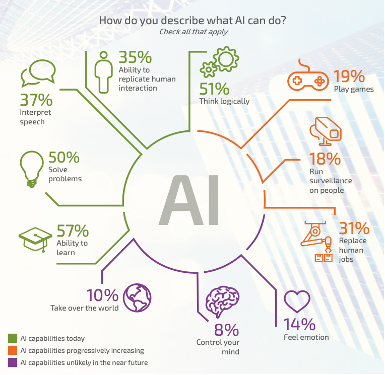 How do you describe what AI can do?
Check all that apply
35%
Ability to
replicate human
interaction
51%
Think logically
19%
Play games
37%
Interpret
speech
18%
Run
surveillance
on people
50%
Solve
problems
AI
57%
Ability to
learn
31%
Replace
human
jobs
10%
Take over the world
8%
Control your
mind
14%
Feel emotion
AI capabilities today
AI capabilities progressively increasing
AI capabilities unlikely in the near future